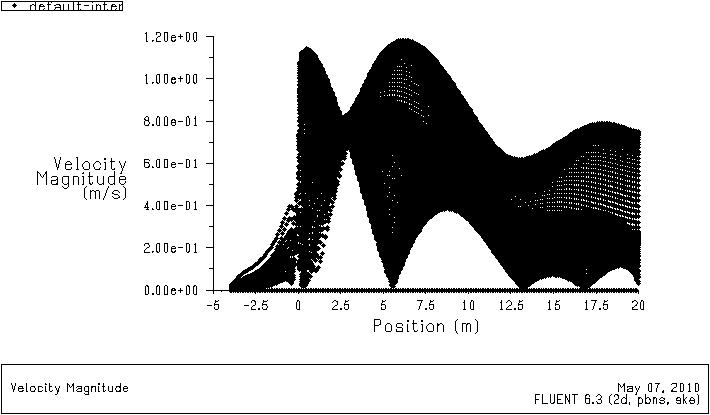 default-inter
1.20e+00
1.00e+00
8.00e-01
6.00e-01
4.00e-01
2.00e-01
0.00e+00
Velocity
Magnitude
(m/s)
-5 -2.5 0 2.5 5 7.5 10 12.5 15 17.5 20
Position (m)
Velocity Magnitude
May 07, 2010
FLUENT 6.3 (2d, pbns, ske)